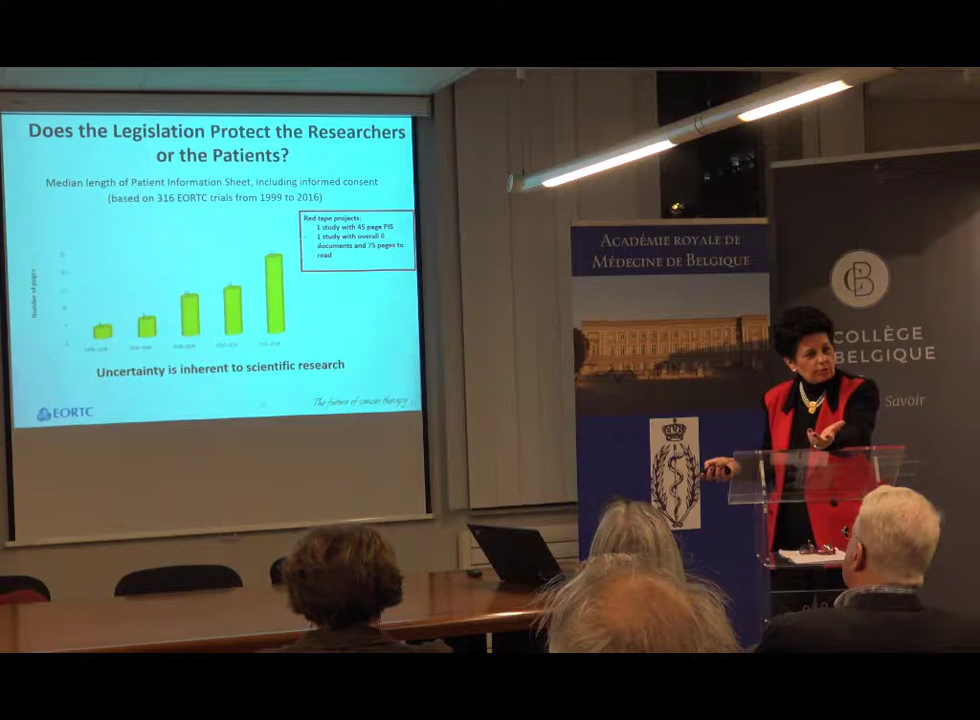 Does the Legislation Protect the Researchers
or the Patients?
Median length of Patient Information Sheet, including informed consent
(based on 316 EORTC trials from 1999 to 2016)
Red tape projects:
1 study with 45 page PIS
1 study with overall 6
documents and 75 pages to
read
Number of pages
Uncertainty is inherent to scientific research
EORTC
The future of cancer therapy
ACADÉMIE ROYALE DE
MÉDECINE DE BELGIQUE
CB
COLLÈGE
BELGIQUE
Savoir